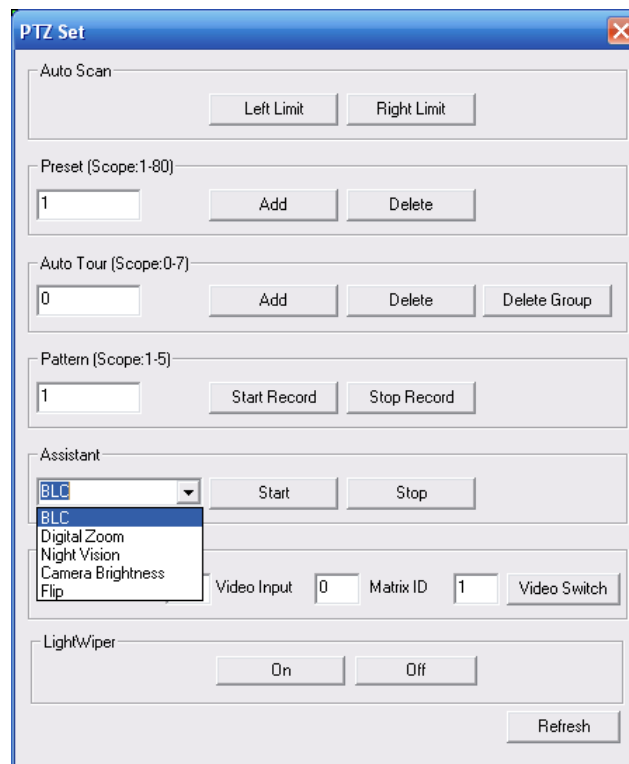 PTZ Set
Auto Scan
Left Limit Right Limit
Preset (Scope:1-80)
1 Add Delete
Auto Tour (Scope:0-7)
0 Add Delete Delete Group
Pattern (Scope:1-5)
1 Start Record Stop Record
Assistant
BLC Start Stop
BLC
Digital Zoom
Night Vision
Camera Brightness
Flip
Video Input 0 Matrix ID 1 Video Switch
LightWiper
On Off
Refresh